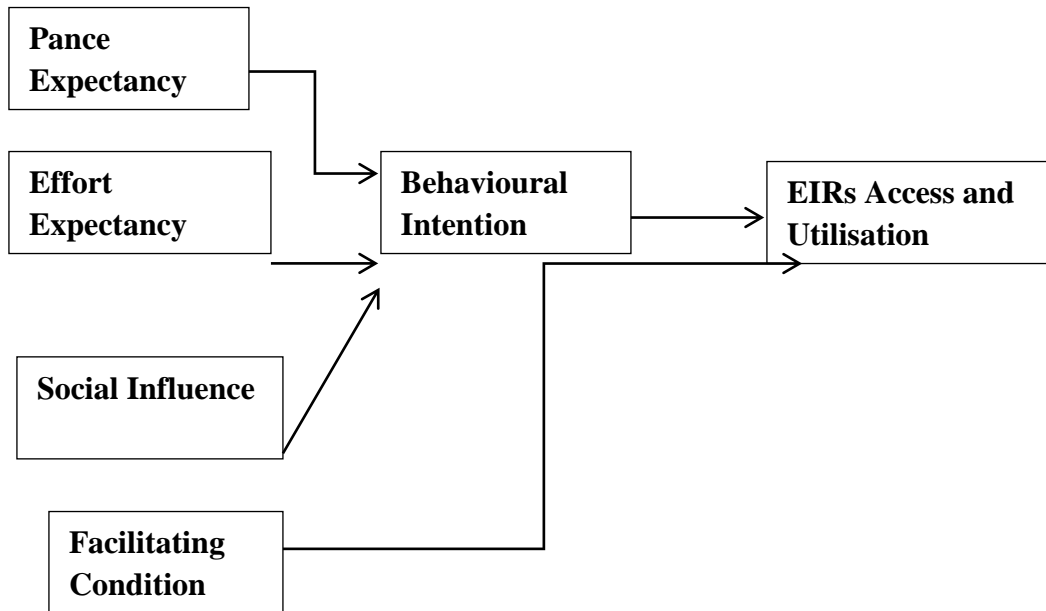 Pance
Expectancy
Effort
Expectancy
Behavioural
Intention
EIRs Access and
Utilisation
Social Influence
Facilitating
Condition